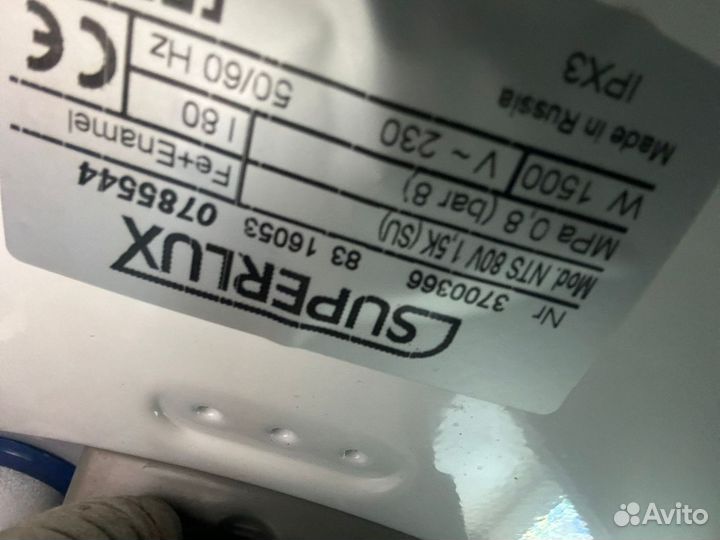 SUPERLUX
Nr 3700366 83 16053 0785544
Mod. NTS 80V 1,5K (SU) Fe+Enamel
MPa 0,8 (bar 8) l 80
W 1500 V ~ 230 50/60 Hz
Made in Russia
IPX3
CE
Avito